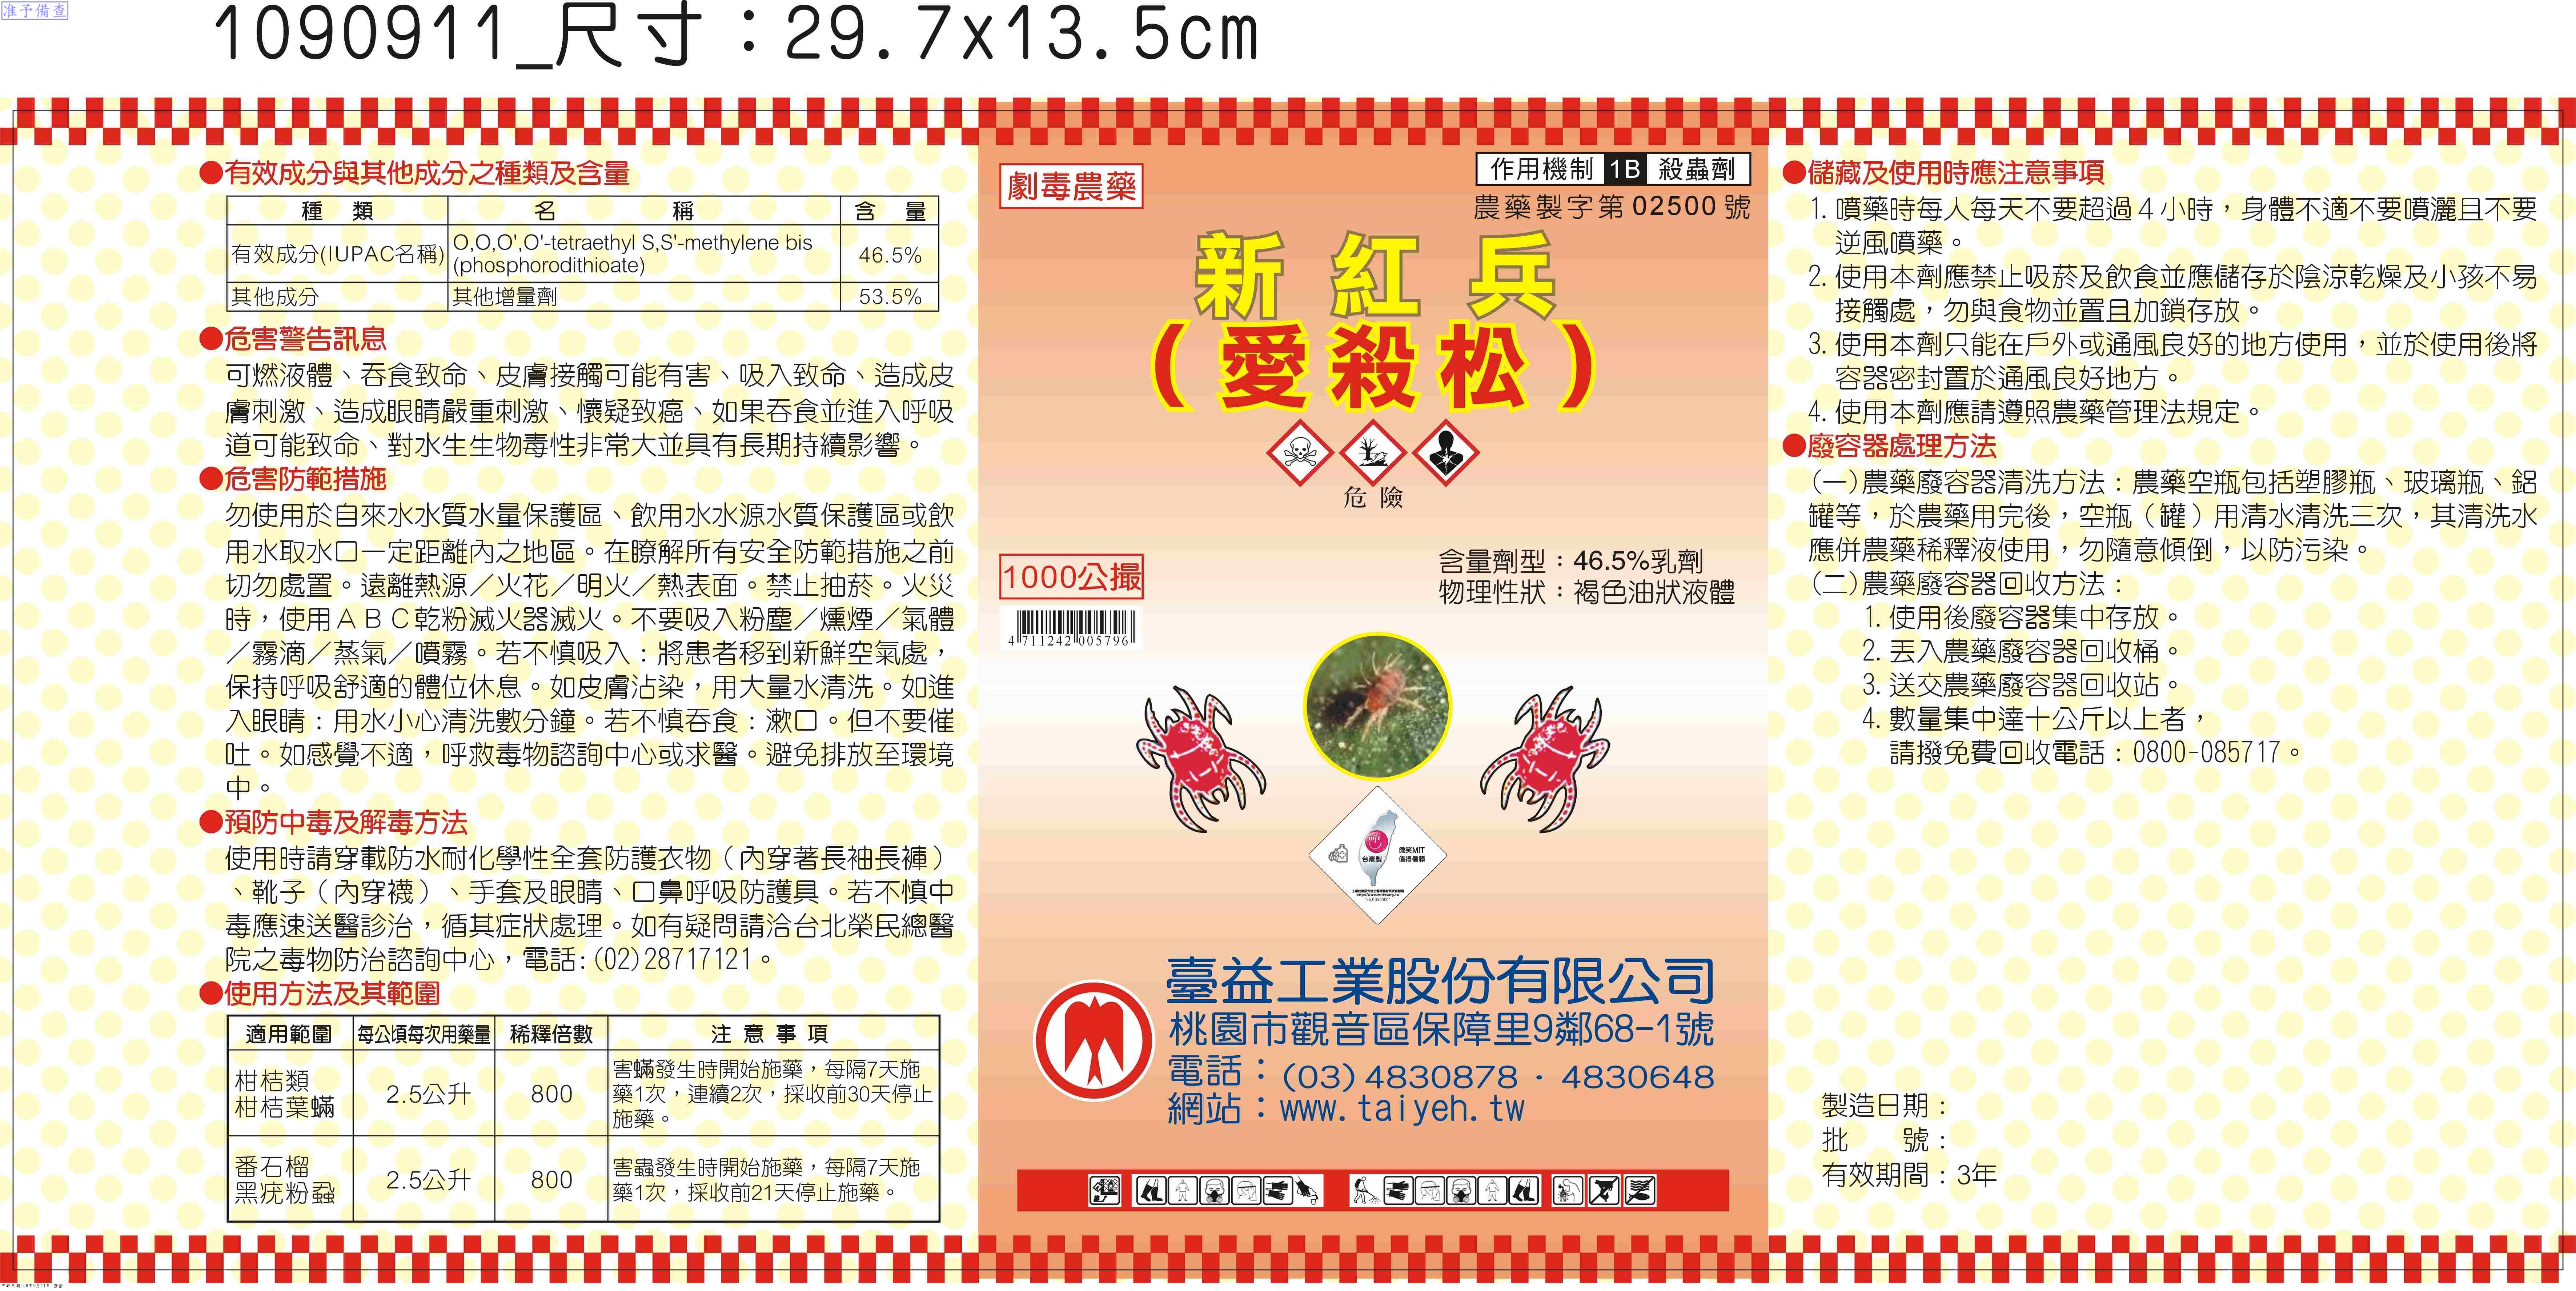 准予備查
1090911_尺寸：29.7x13.5cm
●有效成分與其他成分之種類及含量
種 類 名 稱 含 量
有效成分(IUPAC名稱) O,O,O',O'-tetraethyl S,S'-methylene bis
(phosphorodithioate) 46.5%
其他成分 其他增量劑 53.5%
●危害警告訊息
可燃液體、吞食致命、皮膚接觸可能有害、吸入致命、造成皮
膚刺激、造成眼睛嚴重刺激、懷疑致癌、如果吞食並進入呼吸
道可能致命、對水生生物毒性非常大並具有長期持續影響。
●危害防範措施
勿使用於自來水水質水量保護區、飲用水水源水質保護區或飲
用水取水口一定距離內之地區。在瞭解所有安全防範措施之前
切勿處置。遠離熱源／火花／明火／熱表面。禁止抽菸。火災
時，使用ＡＢＣ乾粉滅火器滅火。不要吸入粉塵／燻煙／氣體
／霧滴／蒸氣／噴霧。若不慎吸入：將患者移到新鮮空氣處，
保持呼吸舒適的體位休息。如皮膚沾染，用大量水清洗。如進
入眼睛：用水小心清洗數分鐘。若不慎吞食：漱口。但不要催
吐。如感覺不適，呼救毒物諮詢中心或求醫。避免排放至環境
中。
●預防中毒及解毒方法
使用時請穿載防水耐化學性全套防護衣物（內穿著長袖長褲）
、靴子（內穿襪）、手套及眼睛、口鼻呼吸防護具。若不慎中
毒應速送醫診治，循其症狀處理。如有疑問請洽台北榮民總醫
院之毒物防治諮詢中心，電話:(02)28717121。
●使用方法及其範圍
適用範圍 每公頃每次用藥量 稀釋倍數 注 意 事 項
柑桔類
柑桔葉蟎 2.5公升 800 害蟎發生時開始施藥，每隔7天施
藥1次，連續2次，採收前30天停止
施藥。
番石榴
黑疣粉蝨 2.5公升 800 害蟲發生時開始施藥，每隔7天施
藥1次，採收前21天停止施藥。
劇毒農藥
作用機制 1B 殺蟲劑
農藥製字第 02500 號
新紅兵
（愛殺松）
危 險
1000公撮
4 711242 005796
含量劑型：46.5%乳劑
物理性狀：褐色油狀液體
mit
台灣製
微笑MIT
值得信賴
臺益工業股份有限公司
桃園市觀音區保障里9鄰68-1號
電話：(03)4830878．4830648
網站：www.taiyeh.tw
●儲藏及使用時應注意事項
1.噴藥時每人每天不要超過４小時，身體不適不要噴灑且不要
逆風噴藥。
2.使用本劑應禁止吸菸及飲食並應儲存於陰涼乾燥及小孩不易
接觸處，勿與食物並置且加鎖存放。
3.使用本劑只能在戶外或通風良好的地方使用，並於使用後將
容器密封置於通風良好地方。
4.使用本劑應請遵照農藥管理法規定。
●廢容器處理方法
(一)農藥廢容器清洗方法：農藥空瓶包括塑膠瓶、玻璃瓶、鋁
罐等，於農藥用完後，空瓶（罐）用清水清洗三次，其清洗水
應併農藥稀釋液使用，勿隨意傾倒，以防污染。
(二)農藥廢容器回收方法：
1.使用後廢容器集中存放。
2.丟入農藥廢容器回收桶。
3.送交農藥廢容器回收站。
4.數量集中達十公斤以上者，
請撥免費回收電話：0800-085717。
製造日期：
批 號：
有效期間：3年